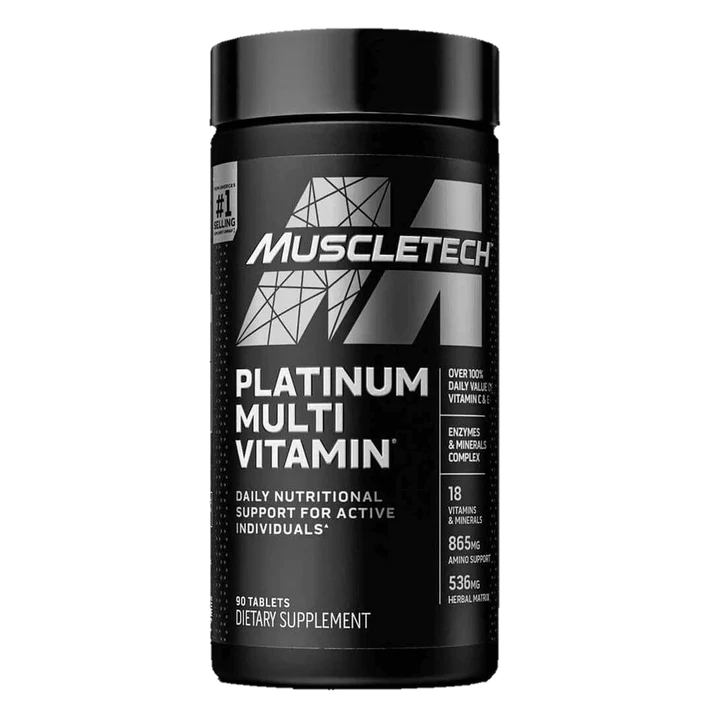 #1
SELLING
MUSCLETECH
PLATINUM
MULTI
VITAMIN®
DAILY NUTRITIONAL
SUPPORT FOR ACTIVE
INDIVIDUALS
90 TABLETS
DIETARY SUPPLEMENT
OVER 100%
DAILY VALUE
VITAMIN C & E
ENZYMES
& MINERALS
COMPLEX
18
VITAMINS
& MINERALS
865MG
AMINO SUPPORT
536MG
HERBAL MATRIX